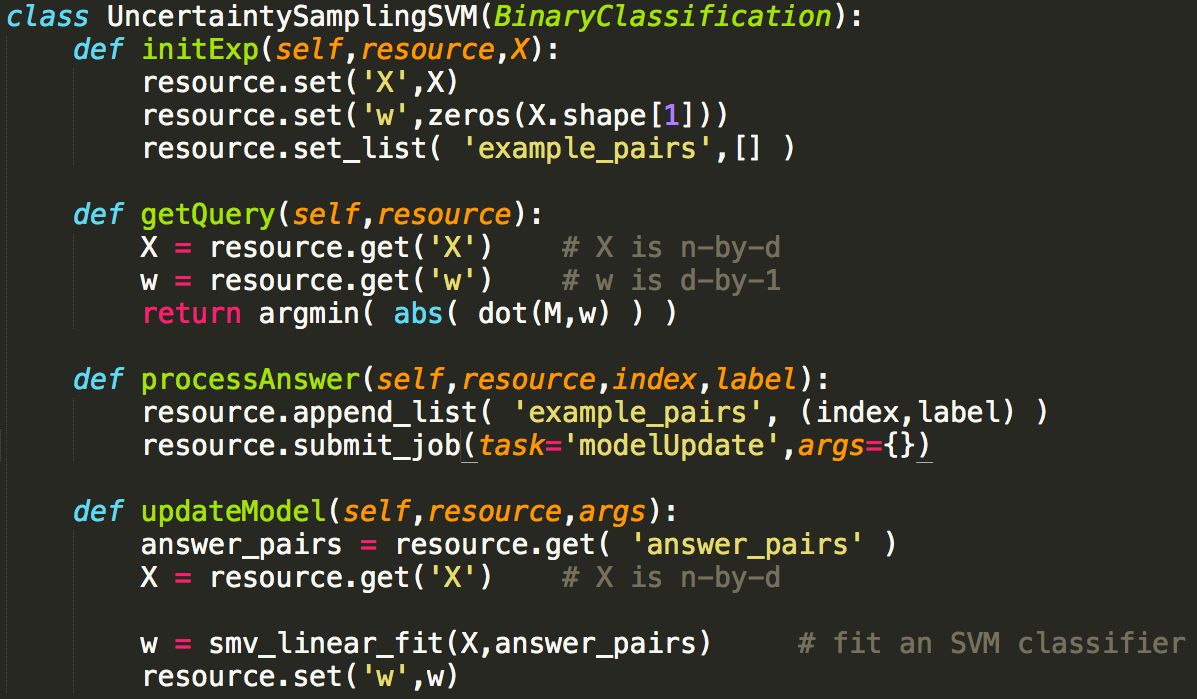 class UncertaintySamplingSVM(BinaryClassification):
    def initExp(self,resource,X):
        resource.set('X',X)
        resource.set('w',zeros(X.shape[1]))
        resource.set_list( 'example_pairs',[] )

    def getQuery(self,resource):
        X = resource.get('X')    # X is n-by-d
        w = resource.get('w')    # w is d-by-1
        return argmin( abs( dot(M,w) ) )

    def processAnswer(self,resource,index,label):
        resource.append_list( 'example_pairs', (index,label) )
        resource.submit_job(task='modelUpdate',args={})

    def updateModel(self,resource,args):
        answer_pairs = resource.get( 'answer_pairs' )
        X = resource.get('X')    # X is n-by-d

        w = smv_linear_fit(X,answer_pairs)     # fit an SVM classifier
        resource.set('w',w)